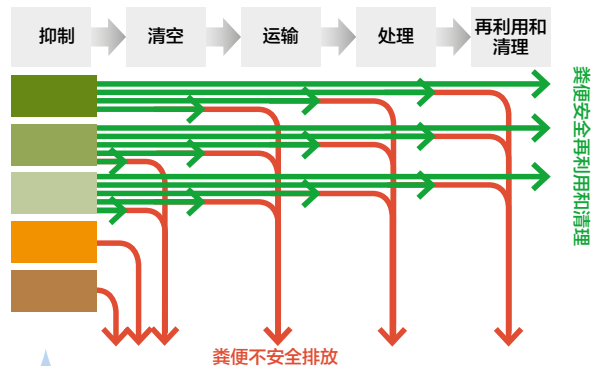 抑制
清空
运输
处理
再利用和
清理
粪便安全再利用和清理
粪便不安全排放